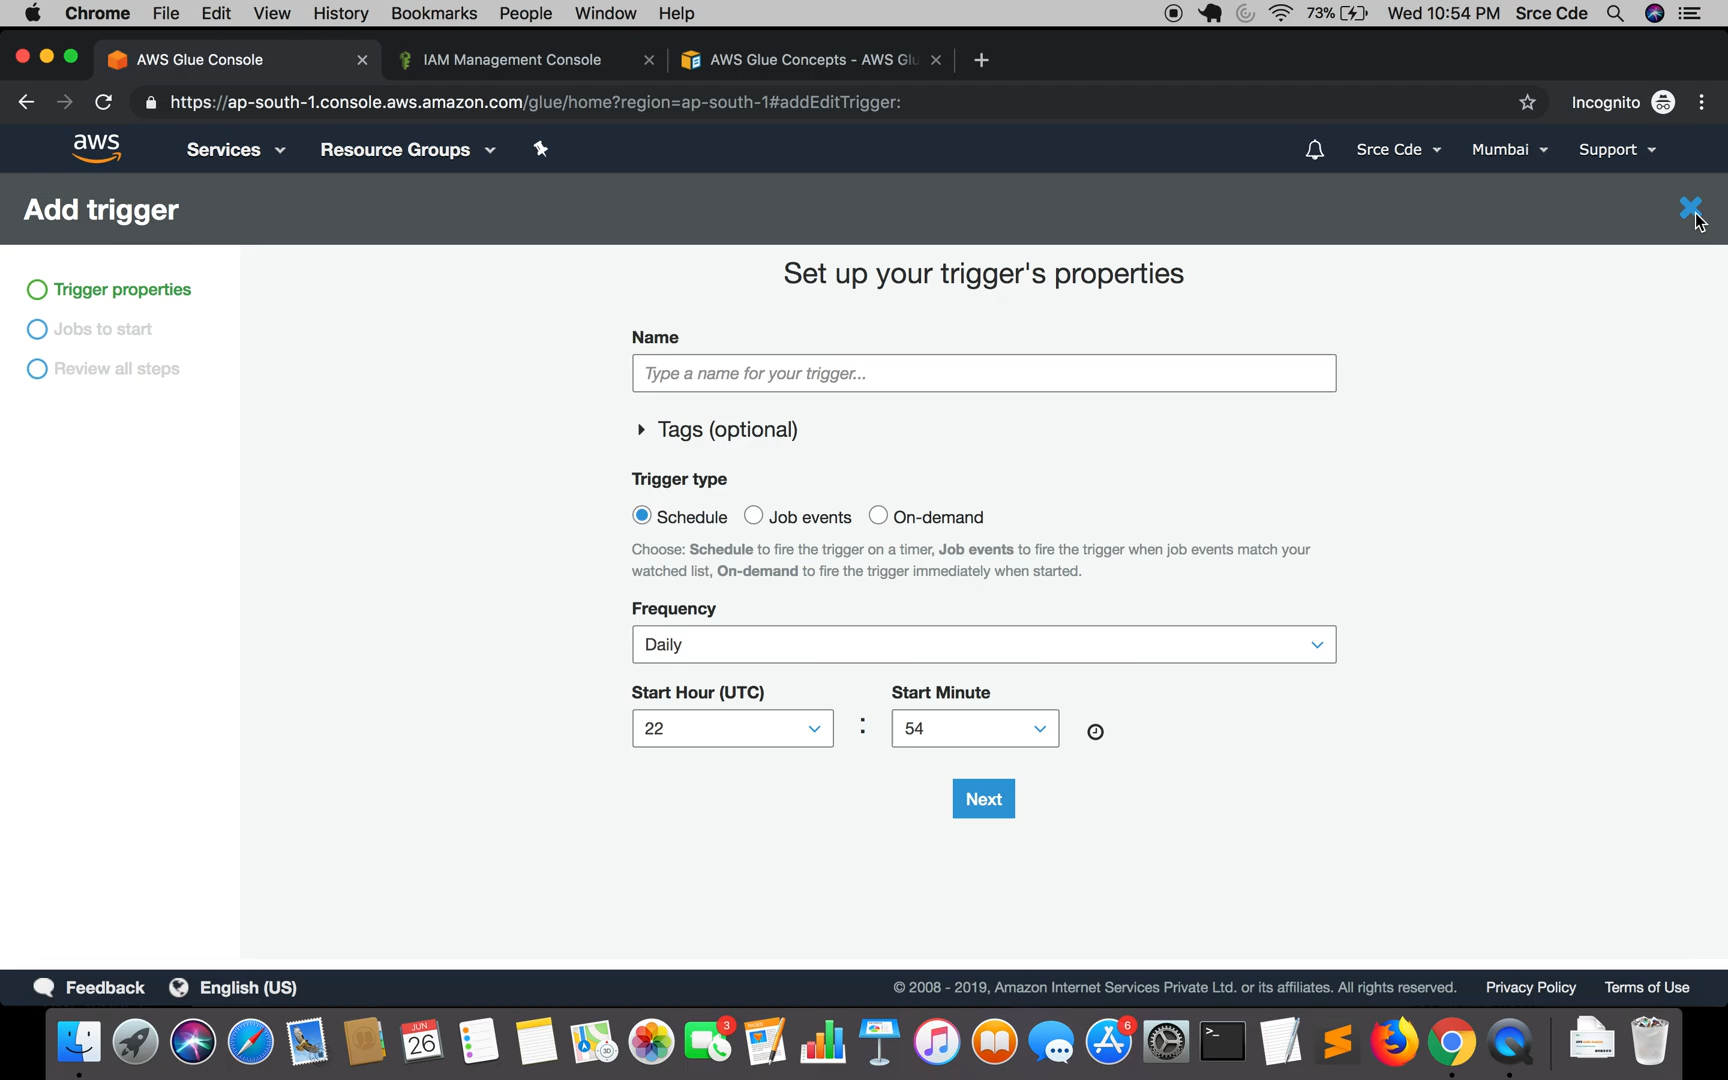 Chrome File Edit View History Bookmarks People Window Help 73% Wed 10:54 PM Srce Cde
AWS Glue Console IAM Management Console AWS Glue Concepts - AWS Glu
https://ap-south-1.console.aws.amazon.com/glue/home?region=ap-south-1#addEditTrigger: Incognito
aws Services Resource Groups Srce Cde Mumbai Support
Add trigger
Trigger properties
Jobs to start
Review all steps
Set up your trigger's properties
Name
Type a name for your trigger...
Tags (optional)
Trigger type
Schedule Job events On-demand
Choose: Schedule to fire the trigger on a timer, Job events to fire the trigger when job events match your
watched list, On-demand to fire the trigger immediately when started.
Frequency
Daily
Start Hour (UTC) Start Minute
22 : 54
Next
Feedback English (US) © 2008 - 2019, Amazon Internet Services Private Ltd. or its affiliates. All rights reserved. Privacy Policy Terms of Use
JUN
26
3
6